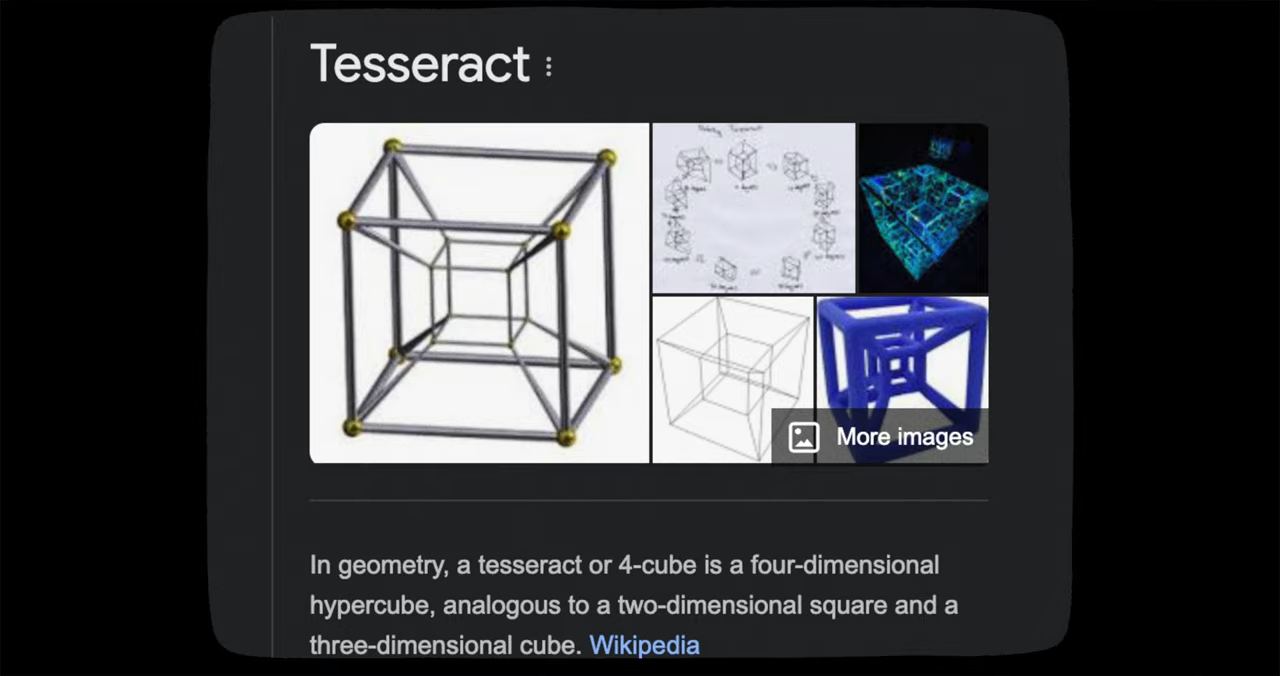 Tesseract
More images
In geometry, a tesseract or 4-cube is a four-dimensional
hypercube, analogous to a two-dimensional square and a
three-dimensional cube. Wikipedia